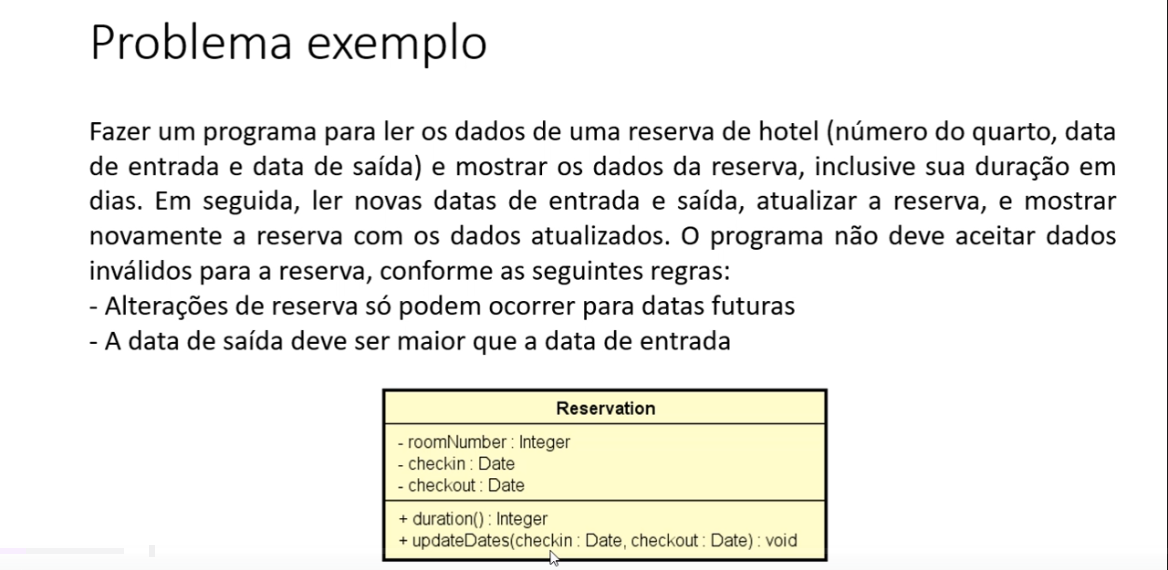 Problema exemplo
Fazer um programa para ler os dados de uma reserva de hotel (número do quarto, data
de entrada e data de saída) e mostrar os dados da reserva, inclusive sua duração em
dias. Em seguida, ler novas datas de entrada e saída, atualizar a reserva, e mostrar
novamente a reserva com os dados atualizados. O programa não deve aceitar dados
inválidos para a reserva, conforme as seguintes regras:
- Alterações de reserva só podem ocorrer para datas futuras
- A data de saída deve ser maior que a data de entrada
Reservation
- roomNumber : Integer
- checkin : Date
- checkout : Date
+ duration() : Integer
+ updateDates(checkin : Date, checkout : Date) : void